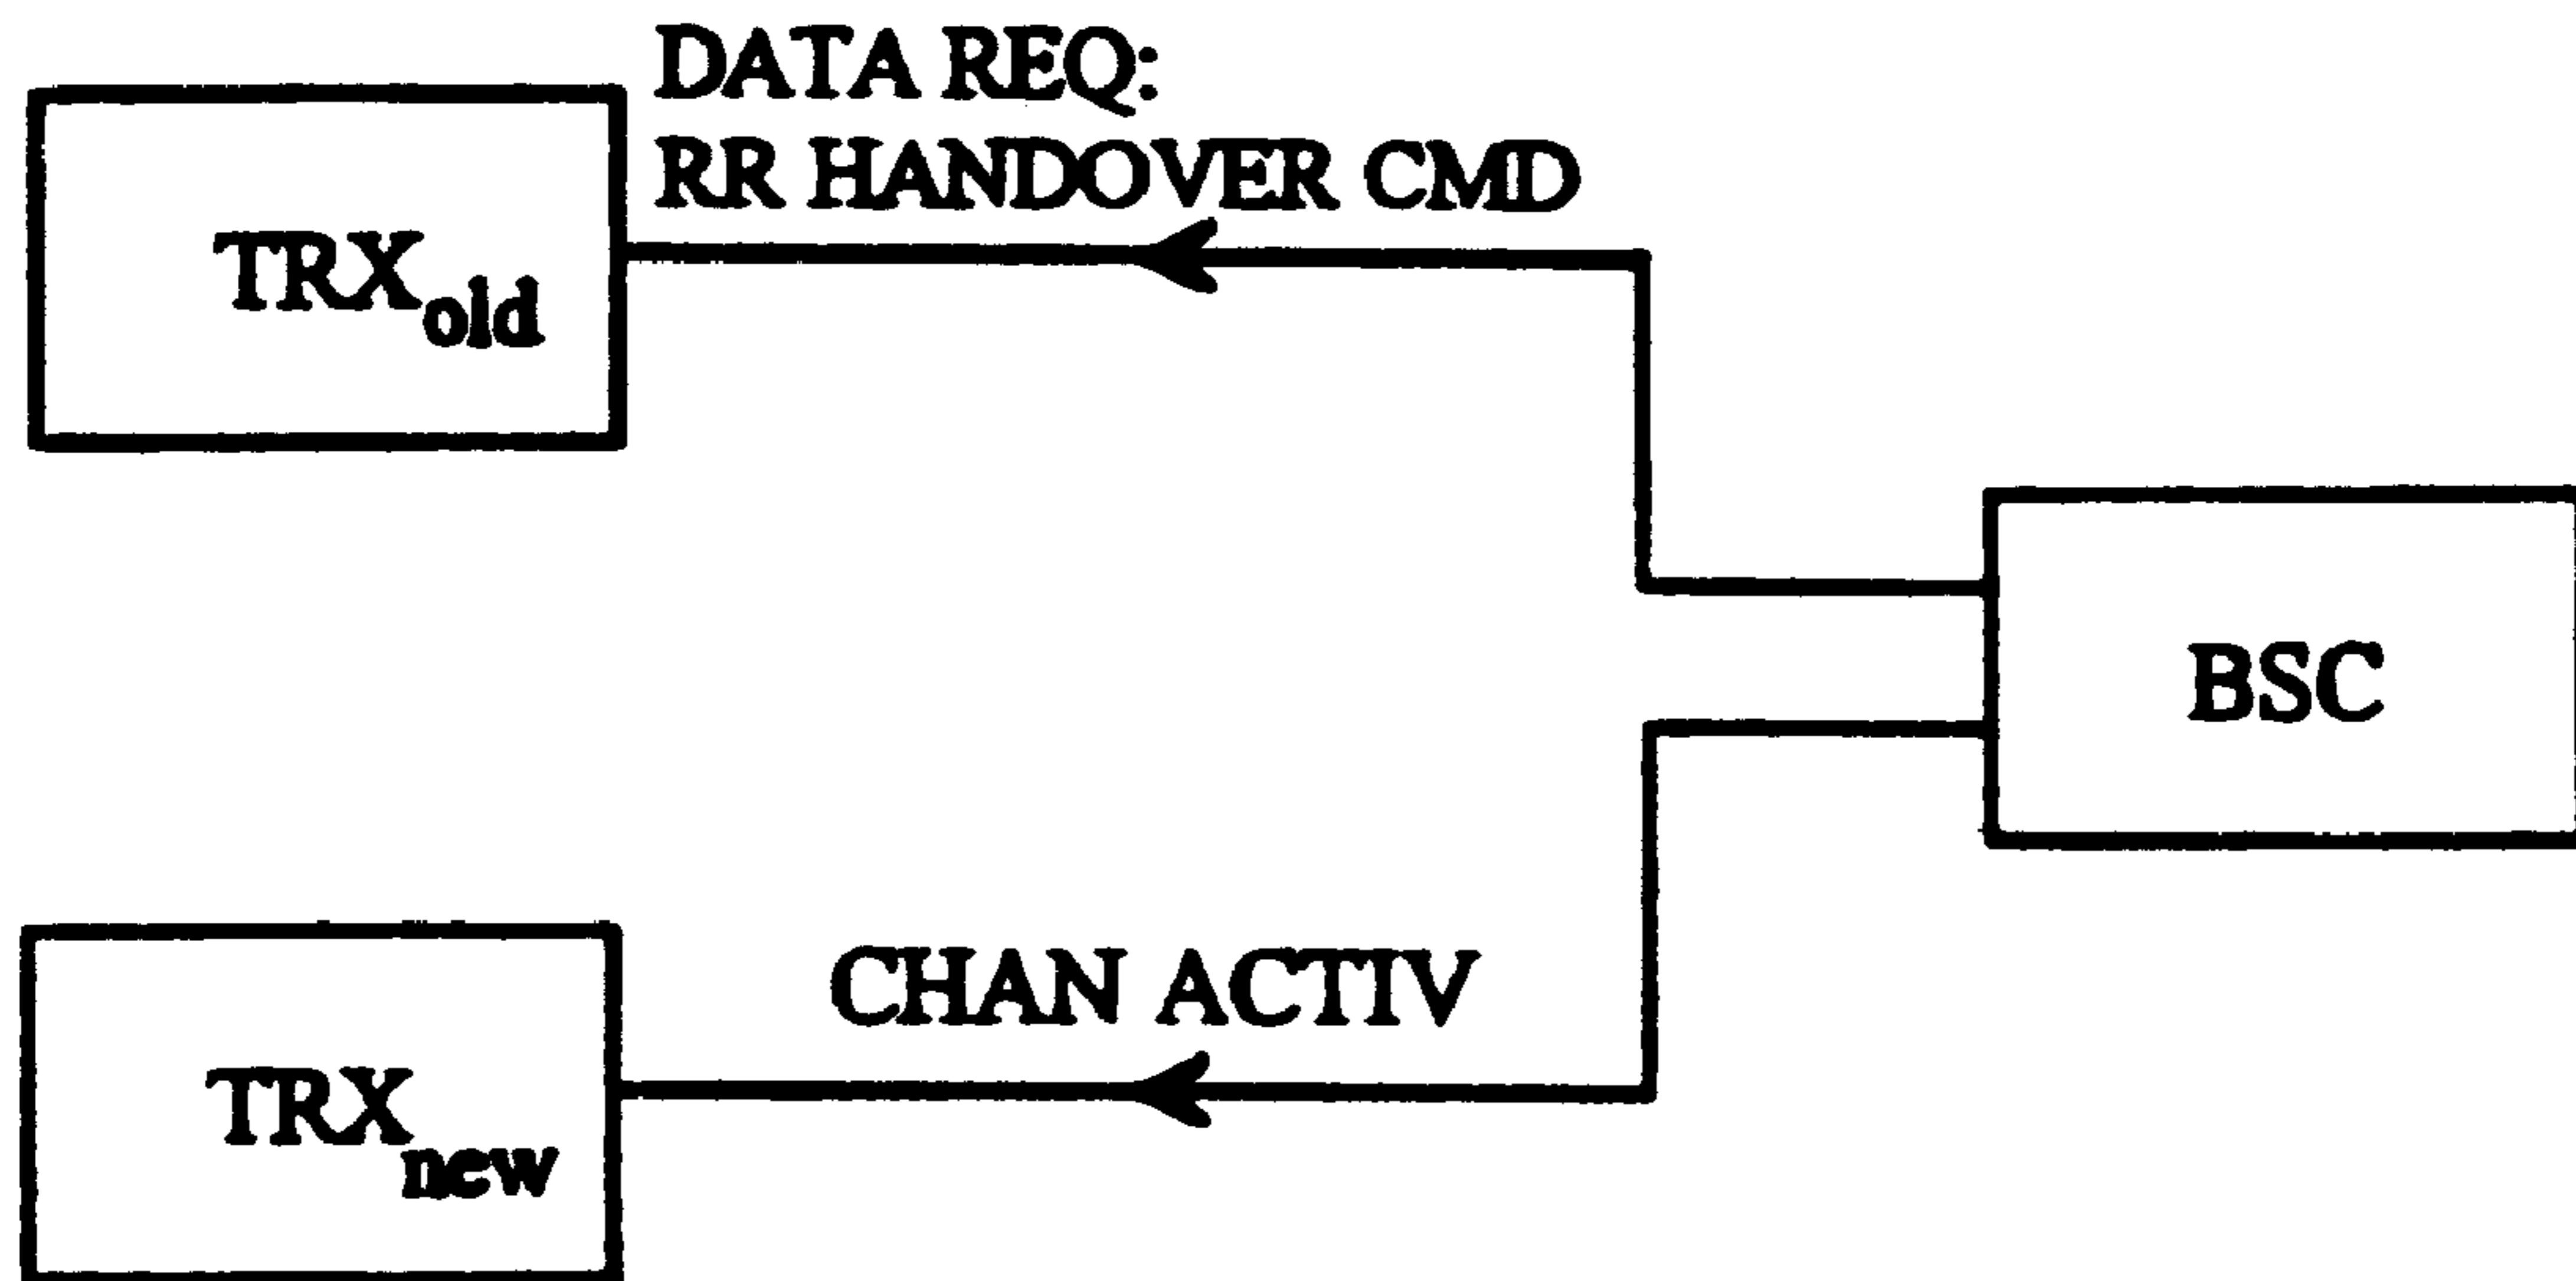 DATA REQ:
RR HANDOVER CMD
TRXold
BSC
CHAN ACTIV
TRXnew